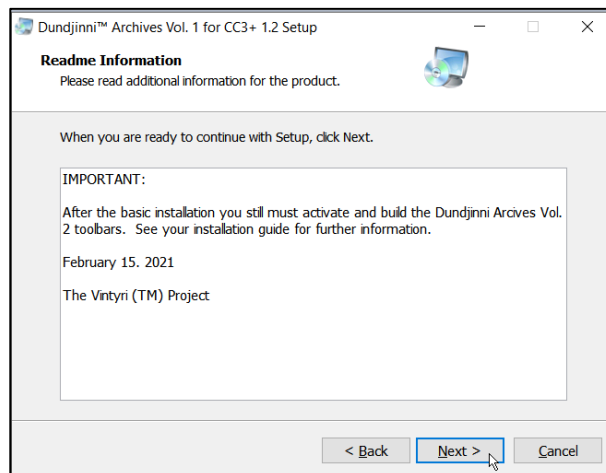 Dundjinni™ Archives Vol. 1 for CC3+ 1.2 Setup
Readme Information
Please read additional information for the product.
When you are ready to continue with Setup, click Next.
IMPORTANT:
After the basic installation you still must activate and build the Dundjinni Arcives Vol.
2 toolbars.  See your installation guide for further information.
February 15. 2021
The Vintyri (TM) Project
< Back
Next >
Cancel